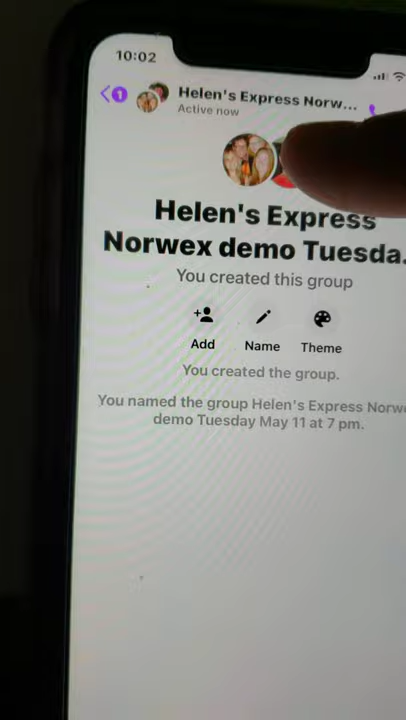 10:02
1
Helen's Express Norw...
Active now
Helen's Express
Norwex demo Tuesda.
You created this group
Add Name Theme
You created the group.
You named the group Helen's Express Norw
demo Tuesday May 11 at 7 pm.